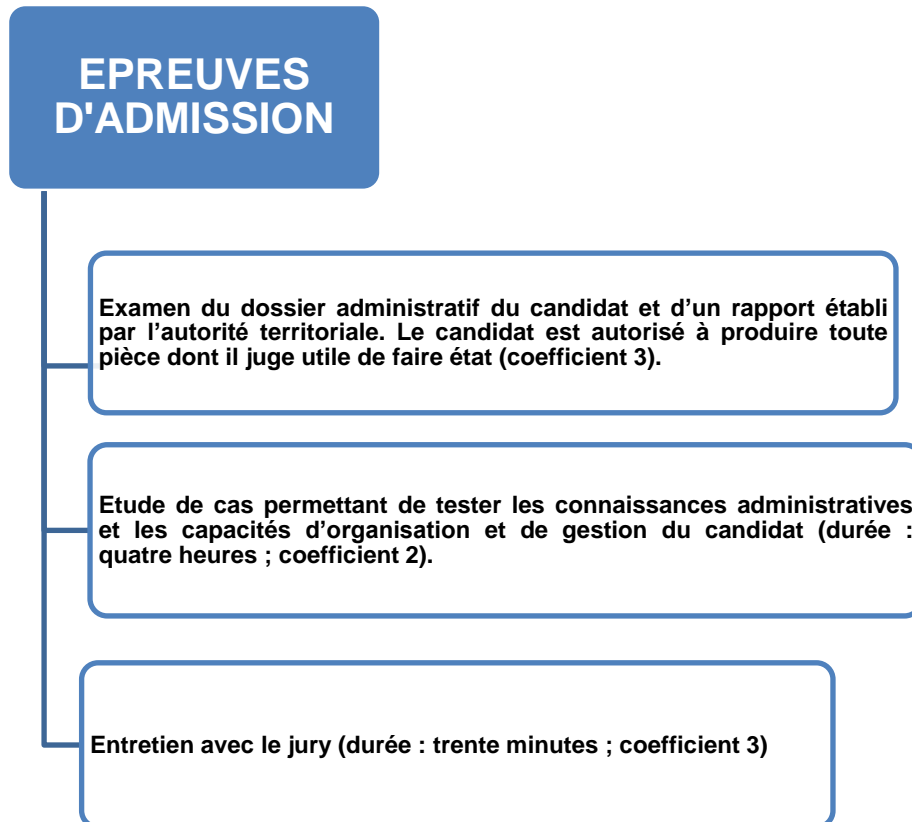 EPREUVES
D'ADMISSION
Examen du dossier administratif du candidat et d’un rapport établi
par l’autorité territoriale. Le candidat est autorisé à produire toute
pièce dont il juge utile de faire état (coefficient 3).
Etude de cas permettant de tester les connaissances administratives
et les capacités d’organisation et de gestion du candidat (durée :
quatre heures ; coefficient 2).
Entretien avec le jury (durée : trente minutes ; coefficient 3)